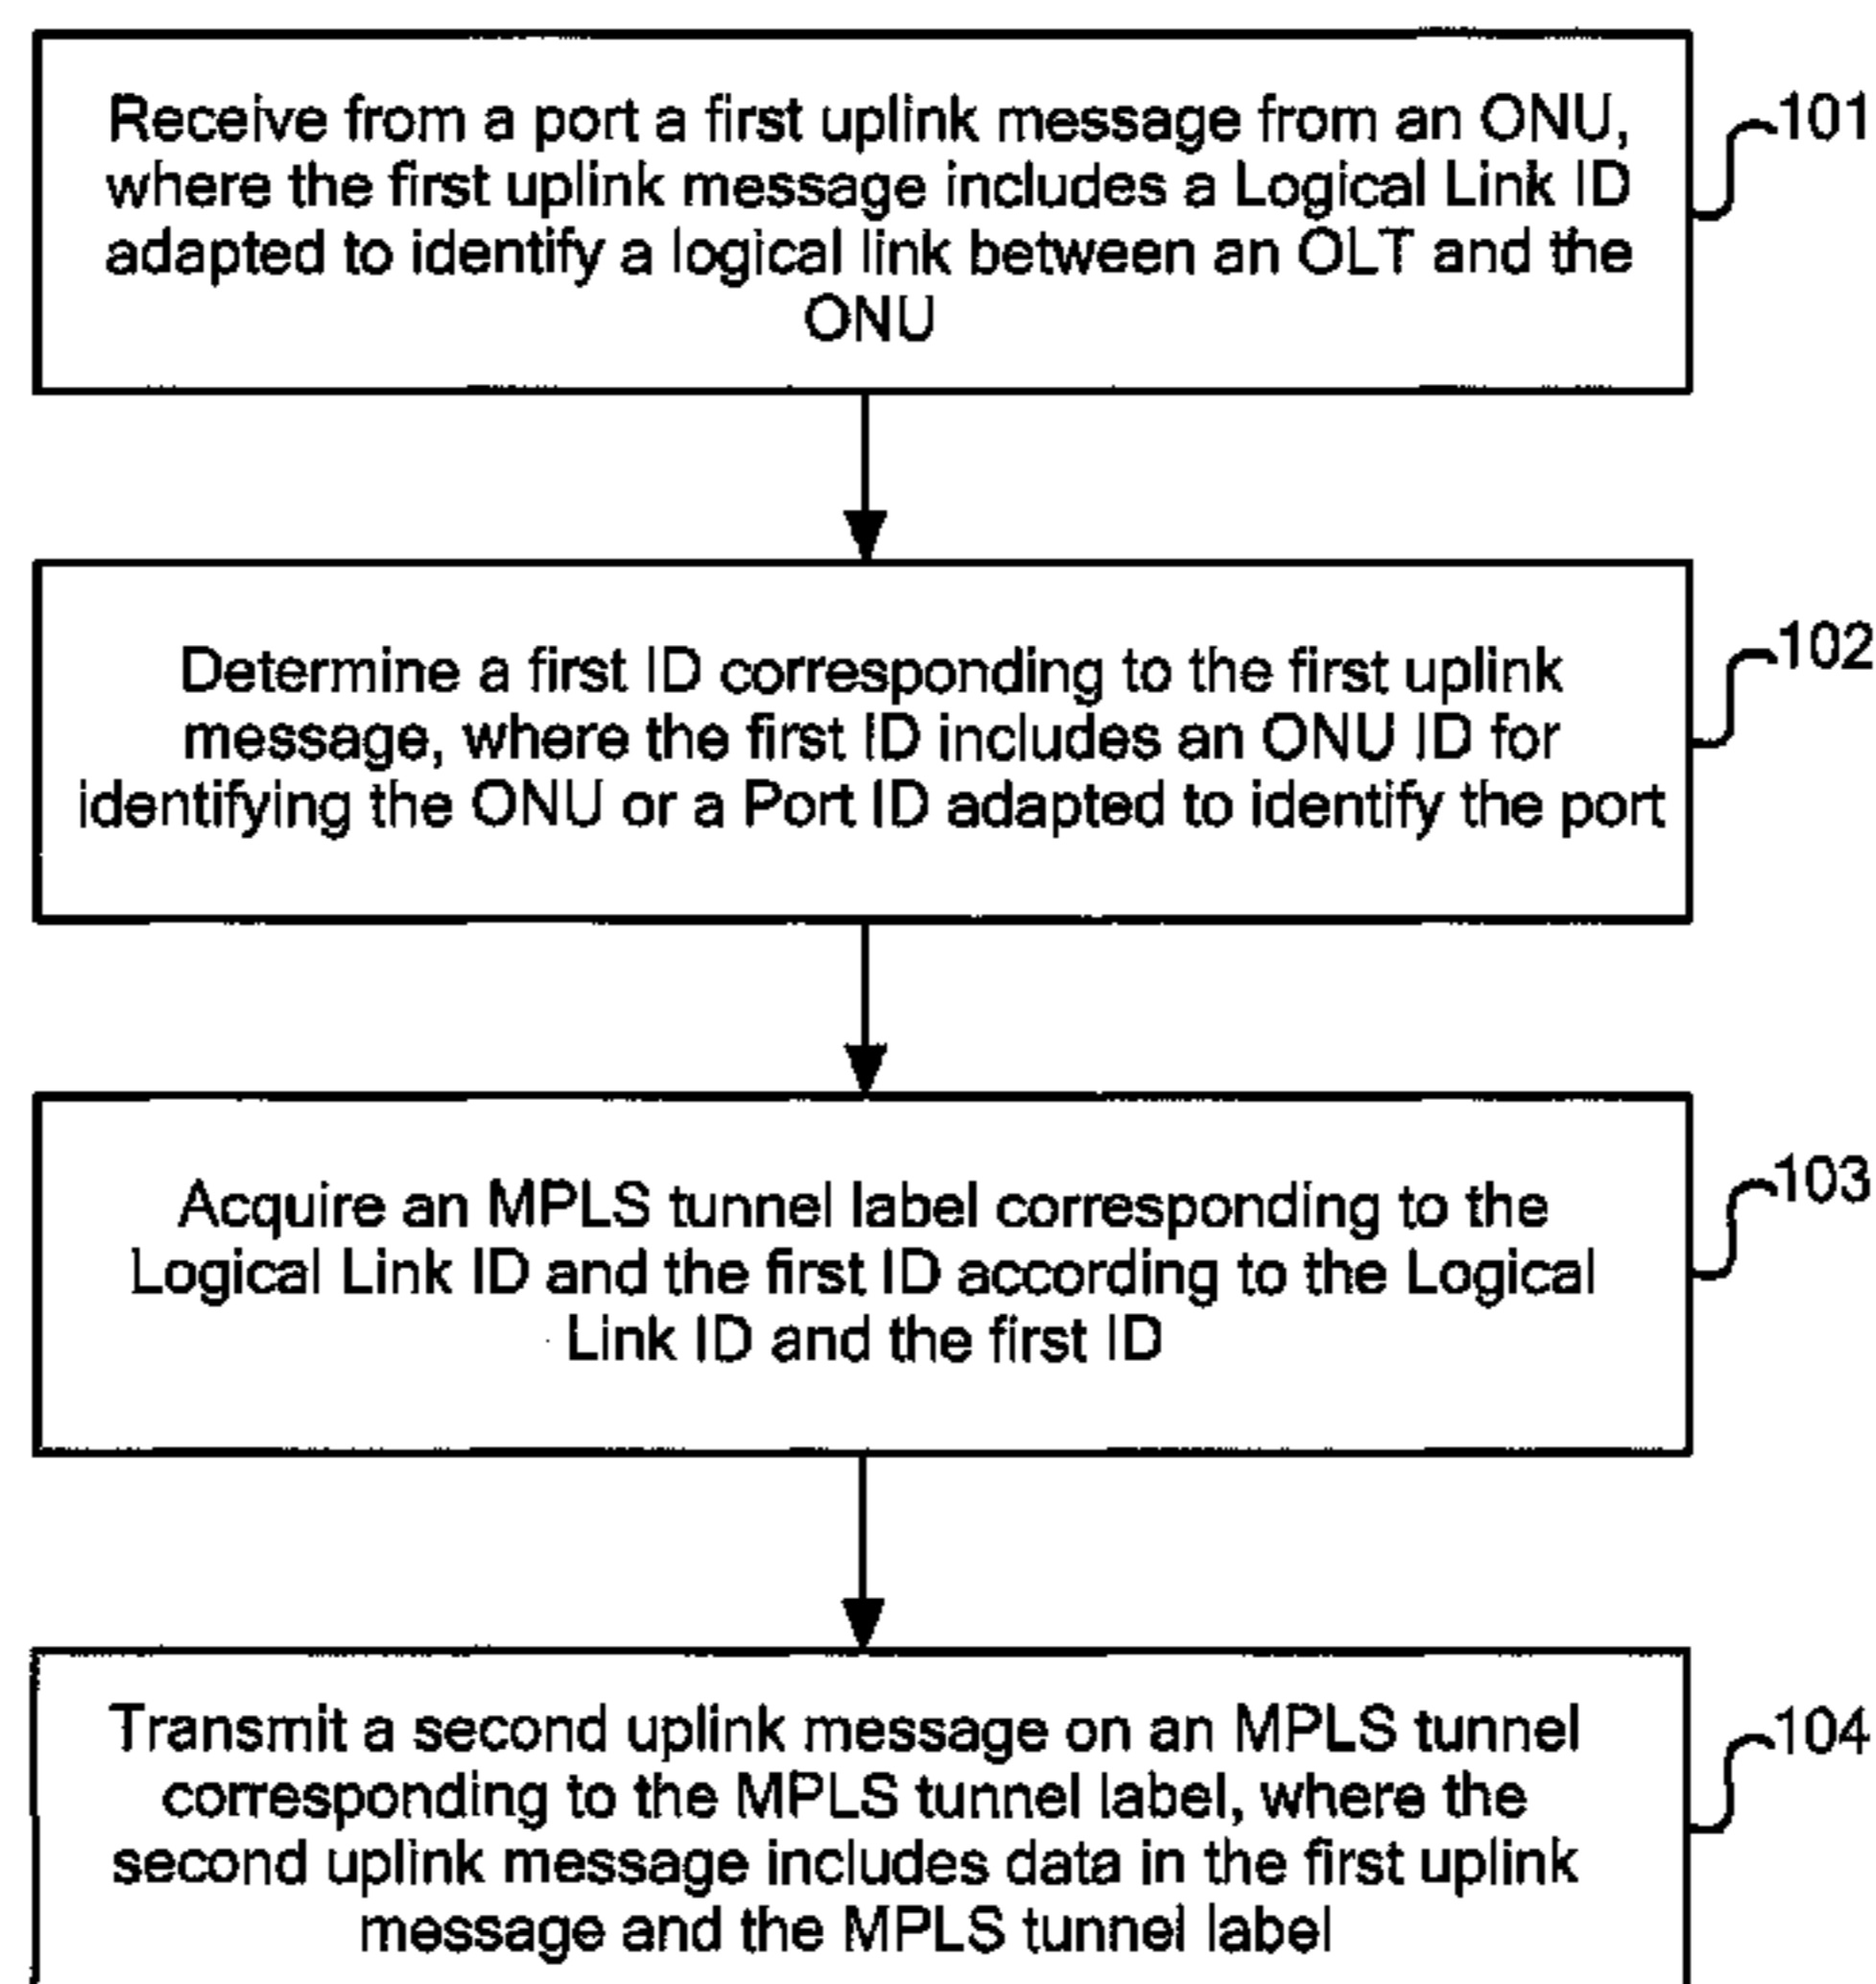 Receive from a port a first uplink message from an ONU,
where the first uplink message includes a Logical Link ID
adapted to identify a logical link between an OLT and the
ONU
101
Determine a first ID corresponding to the first uplink
message, where the first ID includes an ONU ID for
identifying the ONU or a Port ID adapted to identify the port
102
Acquire an MPLS tunnel label corresponding to the
Logical Link ID and the first ID according to the Logical
Link ID and the first ID
103
Transmit a second uplink message on an MPLS tunnel
corresponding to the MPLS tunnel label, where the
second uplink message includes data in the first uplink
message and the MPLS tunnel label
104